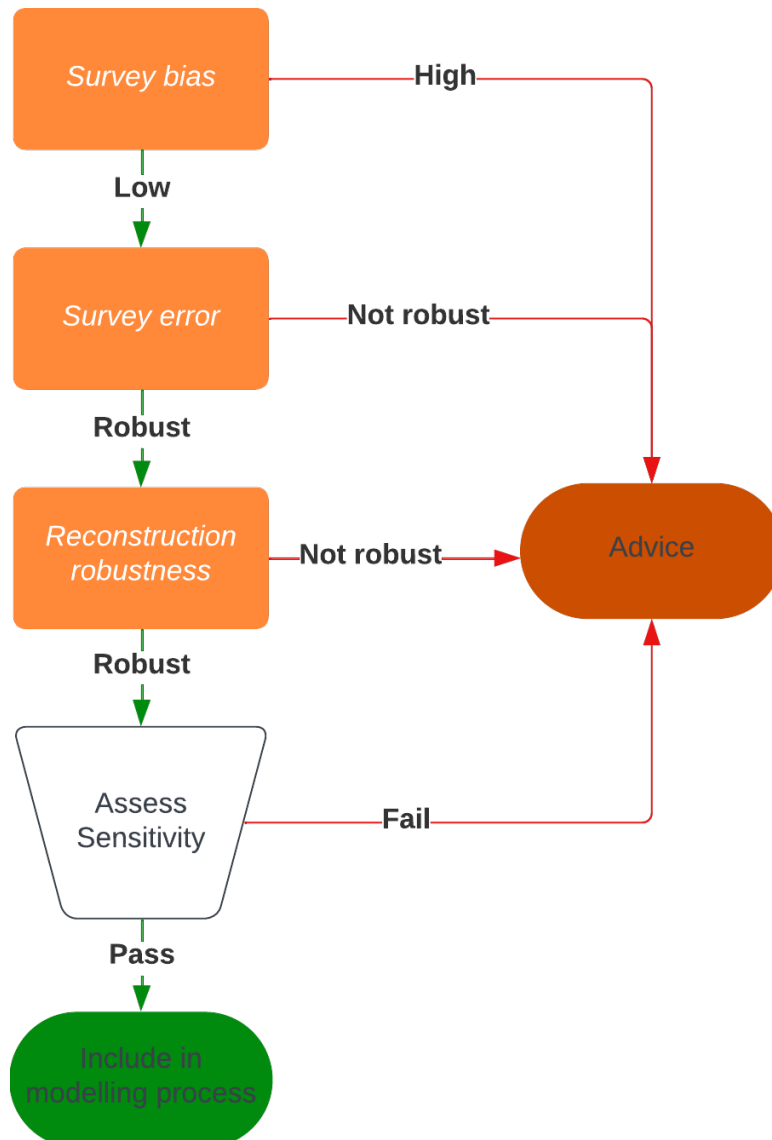 Survey bias
High
Low
Survey error
Not robust
Robust
Reconstruction
robustness
Not robust
Advice
Robust
Assess
Sensitivity
Fail
Pass
Include in
modelling process